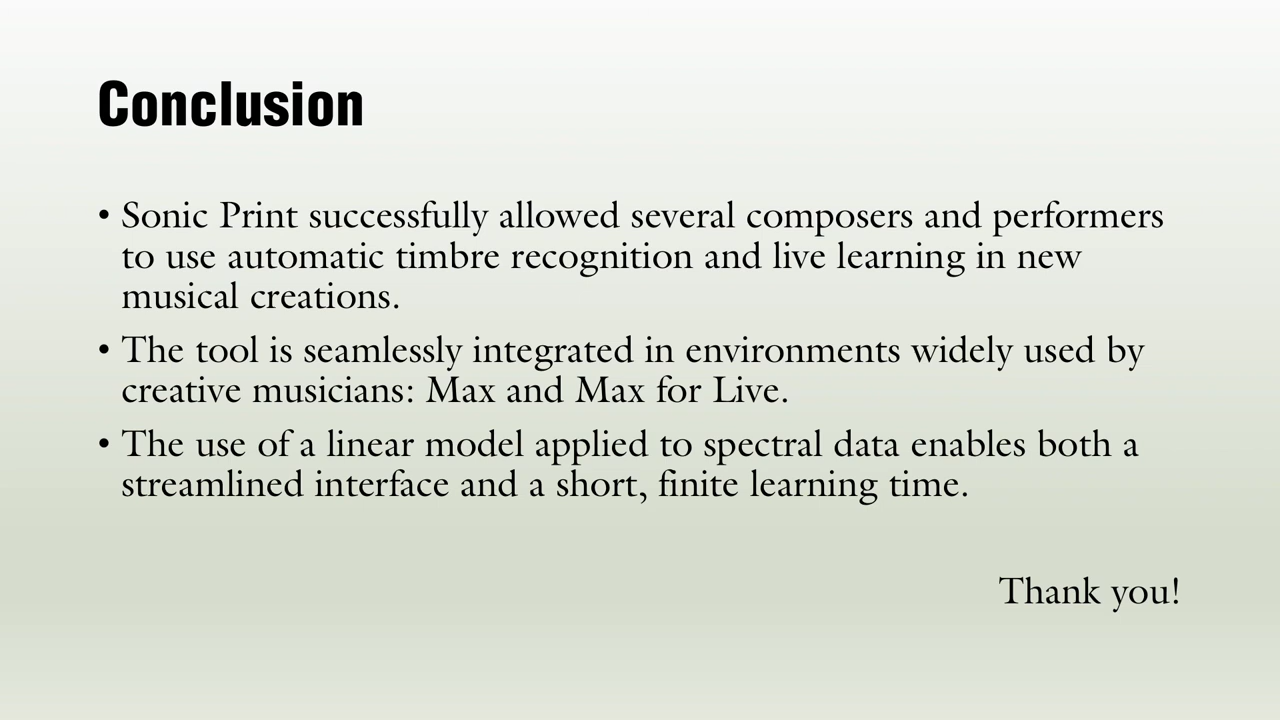 Conclusion
• Sonic Print successfully allowed several composers and performers
to use automatic timbre recognition and live learning in new
musical creations.
• The tool is seamlessly integrated in environments widely used by
creative musicians: Max and Max for Live.
• The use of a linear model applied to spectral data enables both a
streamlined interface and a short, finite learning time.
Thank you!